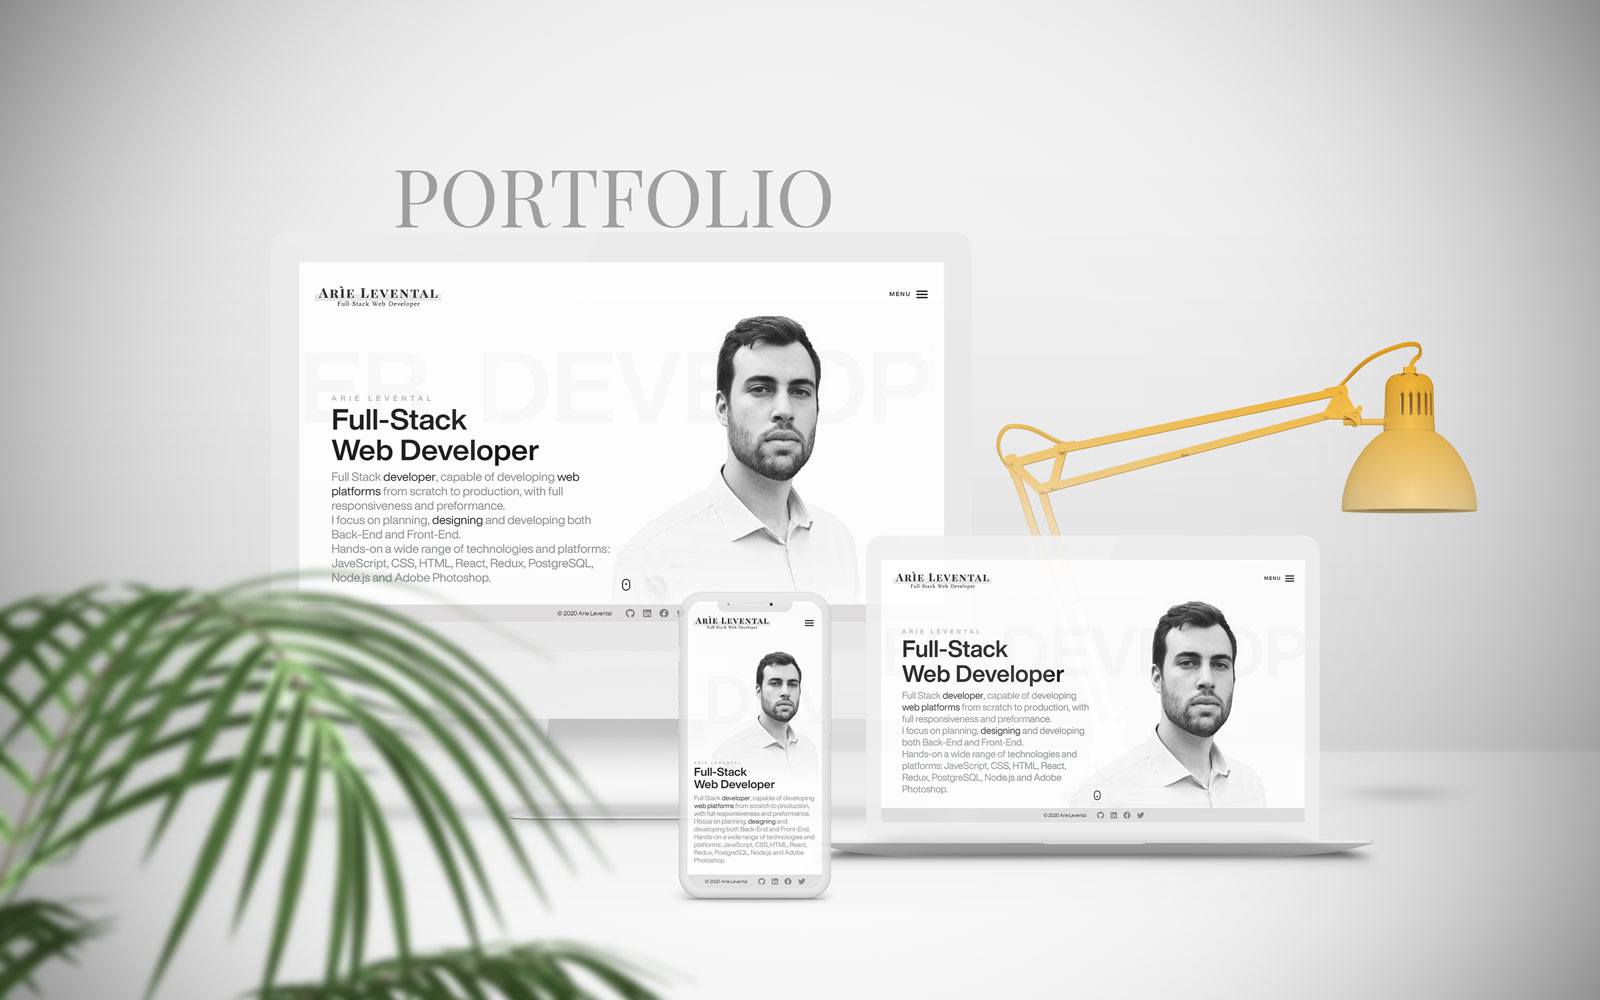 PORTFOLIO
ARÌE LEVENTAL
Full-Stack Web Developer
MENU
ER DEVELOP
ARIE LEVENTAL
Full-Stack
Web Developer
Full Stack developer, capable of developing web
platforms from scratch to production, with full
responsiveness and preformance.
I focus on planning, designing and developing both
Back-End and Front-End.
Hands-on a wide range of technologies and platforms:
JaveScript, CSS, HTML, React, Redux, PostgreSQL,
Node.js and Adobe Photoshop.
© 2020 Arie Levental
ARÌE LEVENTAL
Full-Stack Web Developer
ARIE LEVENTAL
Full-Stack
Web Developer
Full Stack developer, capable of developing
web platforms from scratch to production,
with full responsiveness and preformance.
I focus on planning, designing and
developing both Back-End and Front-End.
Hands-on a wide range of technologies and
platforms: JaveScript, CSS, HTML, React,
Redux, PostgreSQL, Node.js and Adobe
Photoshop.
© 2020 Arie Levental
ARÌE LEVENTAL
Full-Stack Web Developer
MENU
DEVELOP
ARIE LEVENTAL
Full-Stack
Web Developer
Full Stack developer, capable of developing
web platforms from scratch to production, with
full responsiveness and preformance.
I focus on planning, designing and developing
both Back-End and Front-End.
Hands-on a wide range of technologies and
platforms: JaveScript, CSS, HTML, React,
Redux, PostgreSQL, Node.js and Adobe
Photoshop.
© 2020 Arie Levental